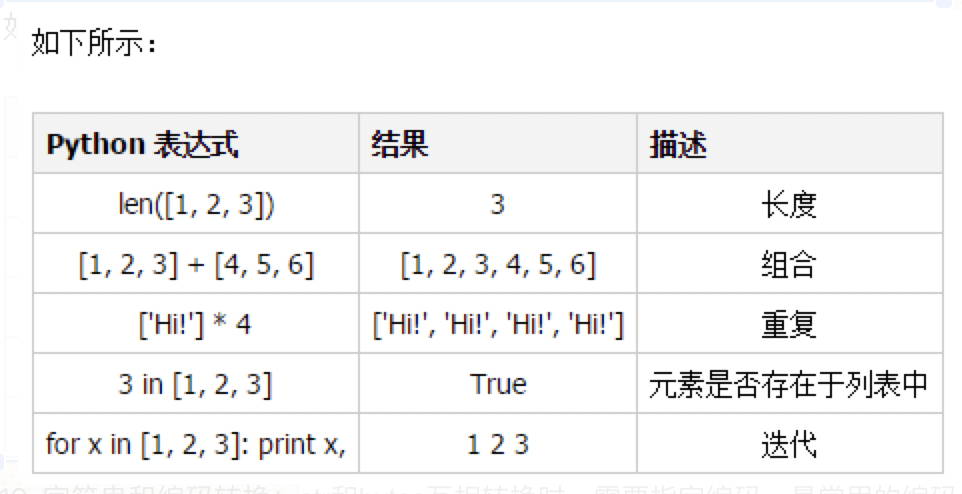 如下所示：
Python 表达式 结果 描述
len([1, 2, 3]) 3 长度
[1, 2, 3] + [4, 5, 6] [1, 2, 3, 4, 5, 6] 组合
['Hi!'] * 4 ['Hi!', 'Hi!', 'Hi!', 'Hi!'] 重复
3 in [1, 2, 3] True 元素是否存在于列表中
for x in [1, 2, 3]: print x, 1 2 3 迭代